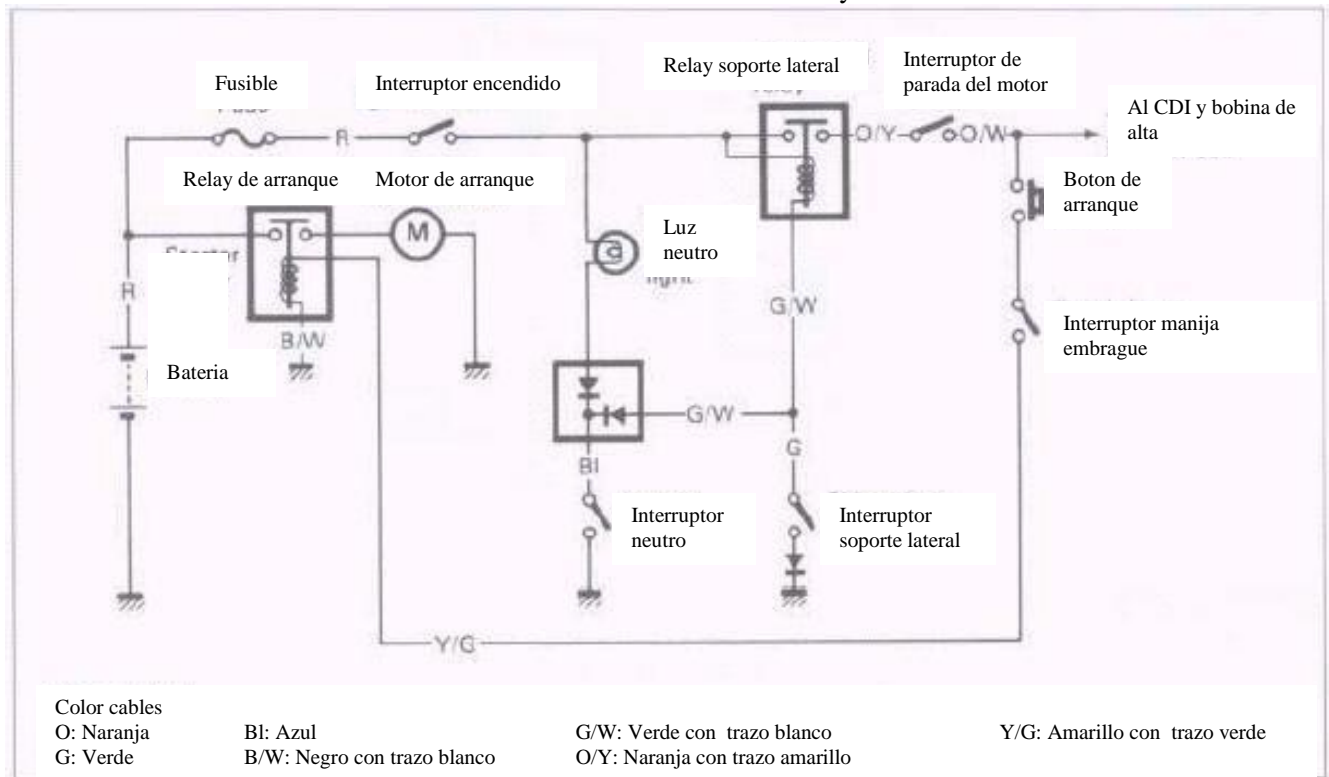 Fusible
Interruptor encendido
Relay soporte lateral
Interruptor de
parada del motor
Al CDI y bobina de
alta
R
O/Y
O/W
Relay de arranque
Motor de arranque
Boton de
arranque
M
Luz
neutro
R
B/W
G/W
Interruptor manija
embrague
Bateria
G/W
G
Bl
Interruptor
neutro
Interruptor
soporte lateral
Y/G
Color cables
O: Naranja
Bl: Azul
G/W: Verde con trazo blanco
Y/G: Amarillo con trazo verde
G: Verde
B/W: Negro con trazo blanco
O/Y: Naranja con trazo amarillo